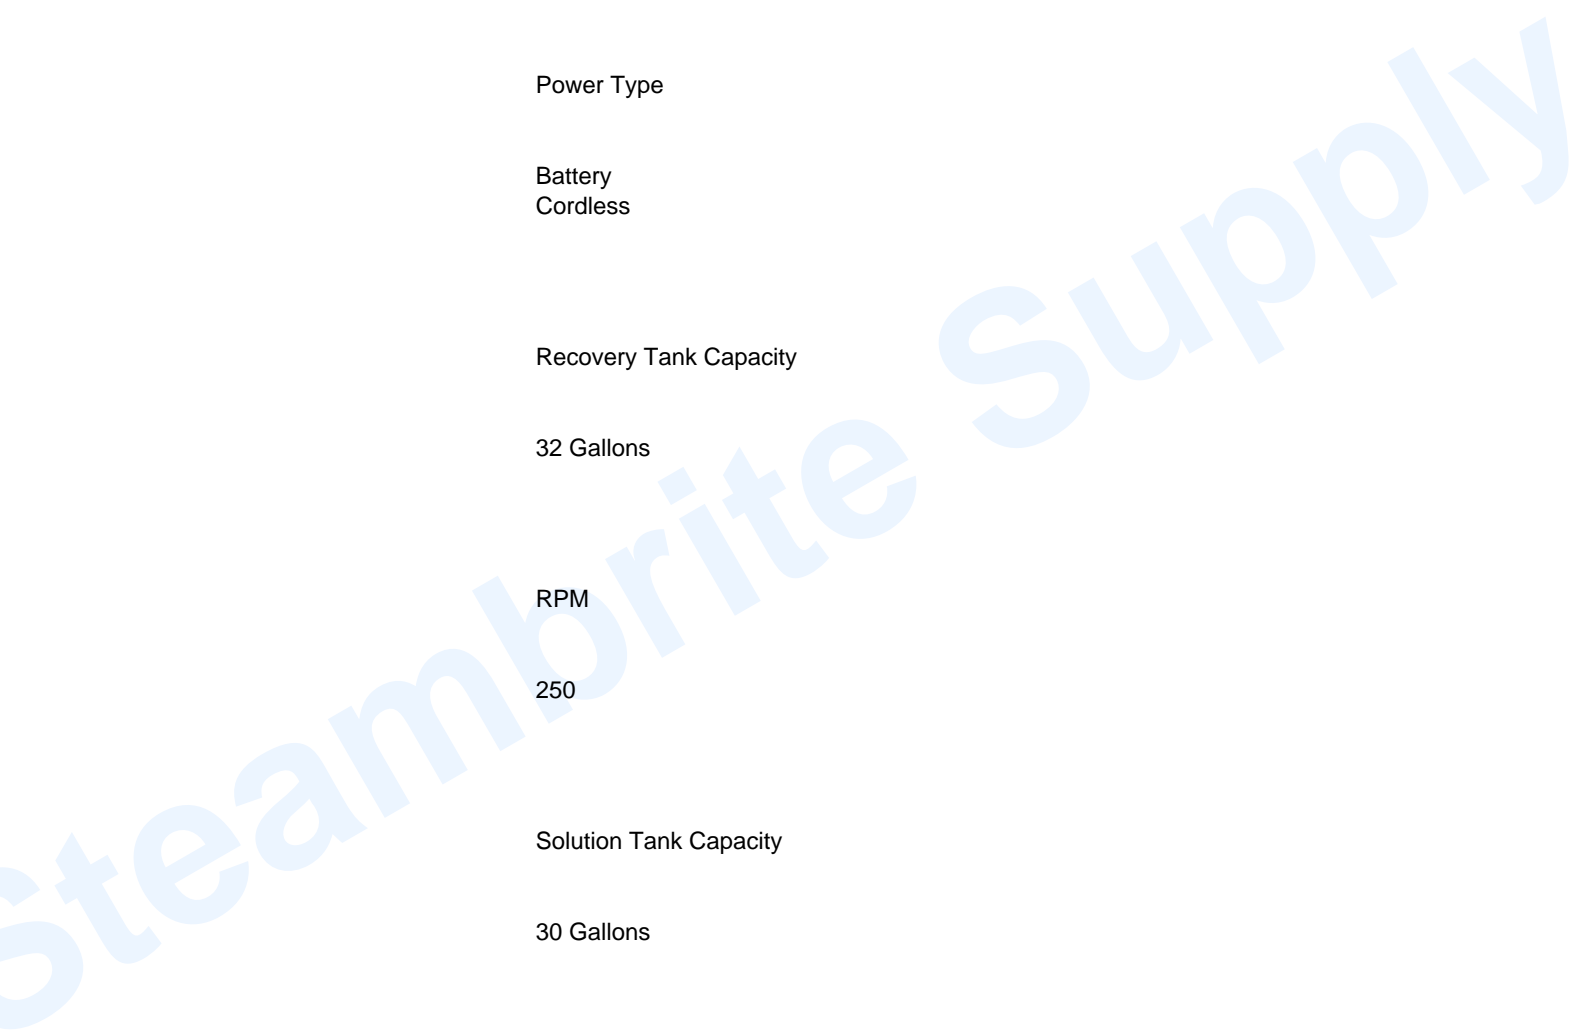 Power Type
Battery
Cordless
Recovery Tank Capacity
32 Gallons
RPM
250
Solution Tank Capacity
30 Gallons
Steambrite Supply